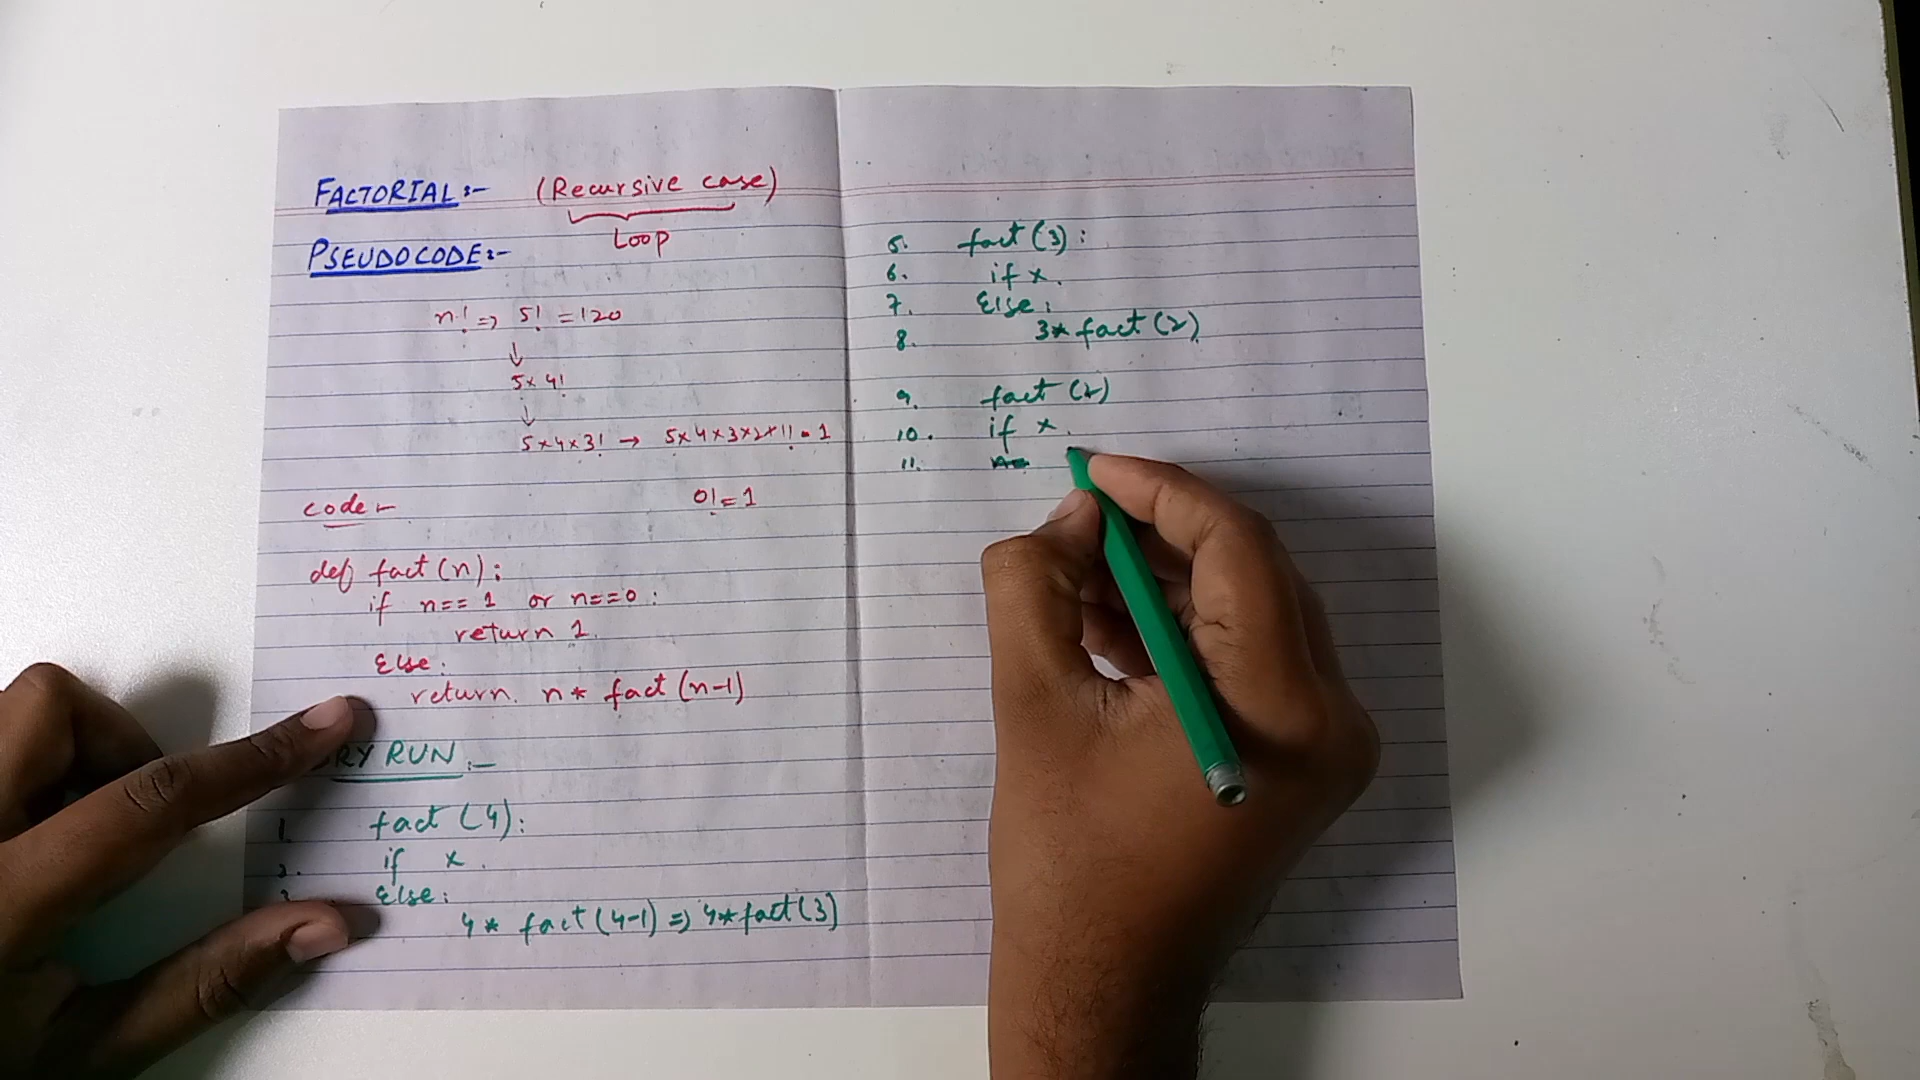 FACTORIAL:- (Recursive case)
Loop
PSEUDOCODE:-
n! => 5! = 120
↓
5 x 4!
↓
5 x 4 x 3! → 5 x 4 x 3 x 2 x 1! = 1
0! = 1
code:-
def fact(n):
if n == 1 or n == 0:
return 1.
Else:
return. n * fact(n-1)
DRY RUN:-
1. fact(4):
2. if x.
3. Else:
4 * fact(4-1) => 4 * fact(3)
5. fact(3):
6. if x.
7. Else:
8. 3 * fact(2)
9. fact(2)
10. if x.
11.